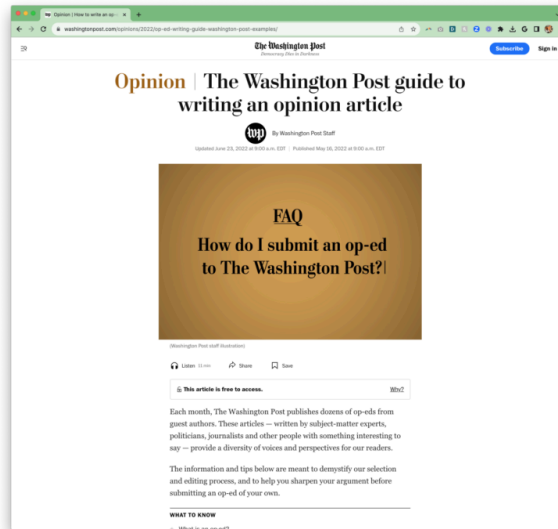 Opinion | How to write an op-
washingtonpost.com/opinions/2022/op-ed-writing-guide-washington-post-examples/
The Washington Post
Democracy Dies in Darkness
Subscribe
Sign in
Opinion | The Washington Post guide to
writing an opinion article
wp
By Washington Post Staff
Updated June 23, 2022 at 9:00 a.m. EDT | Published May 16, 2022 at 9:00 a.m. EDT
FAQ
How do I submit an op-ed
to The Washington Post?|
(Washington Post staff illustration)
Listen
Share
Save
This article is free to access.
Why?
Each month, The Washington Post publishes dozens of op-eds from
guest authors. These articles — written by subject-matter experts,
politicians, journalists and other people with something interesting to
say — provide a diversity of voices and perspectives for our readers.
The information and tips below are meant to demystify our selection
and editing process, and to help you sharpen your argument before
submitting an op-ed of your own.
WHAT TO KNOW
What is an op-ed?